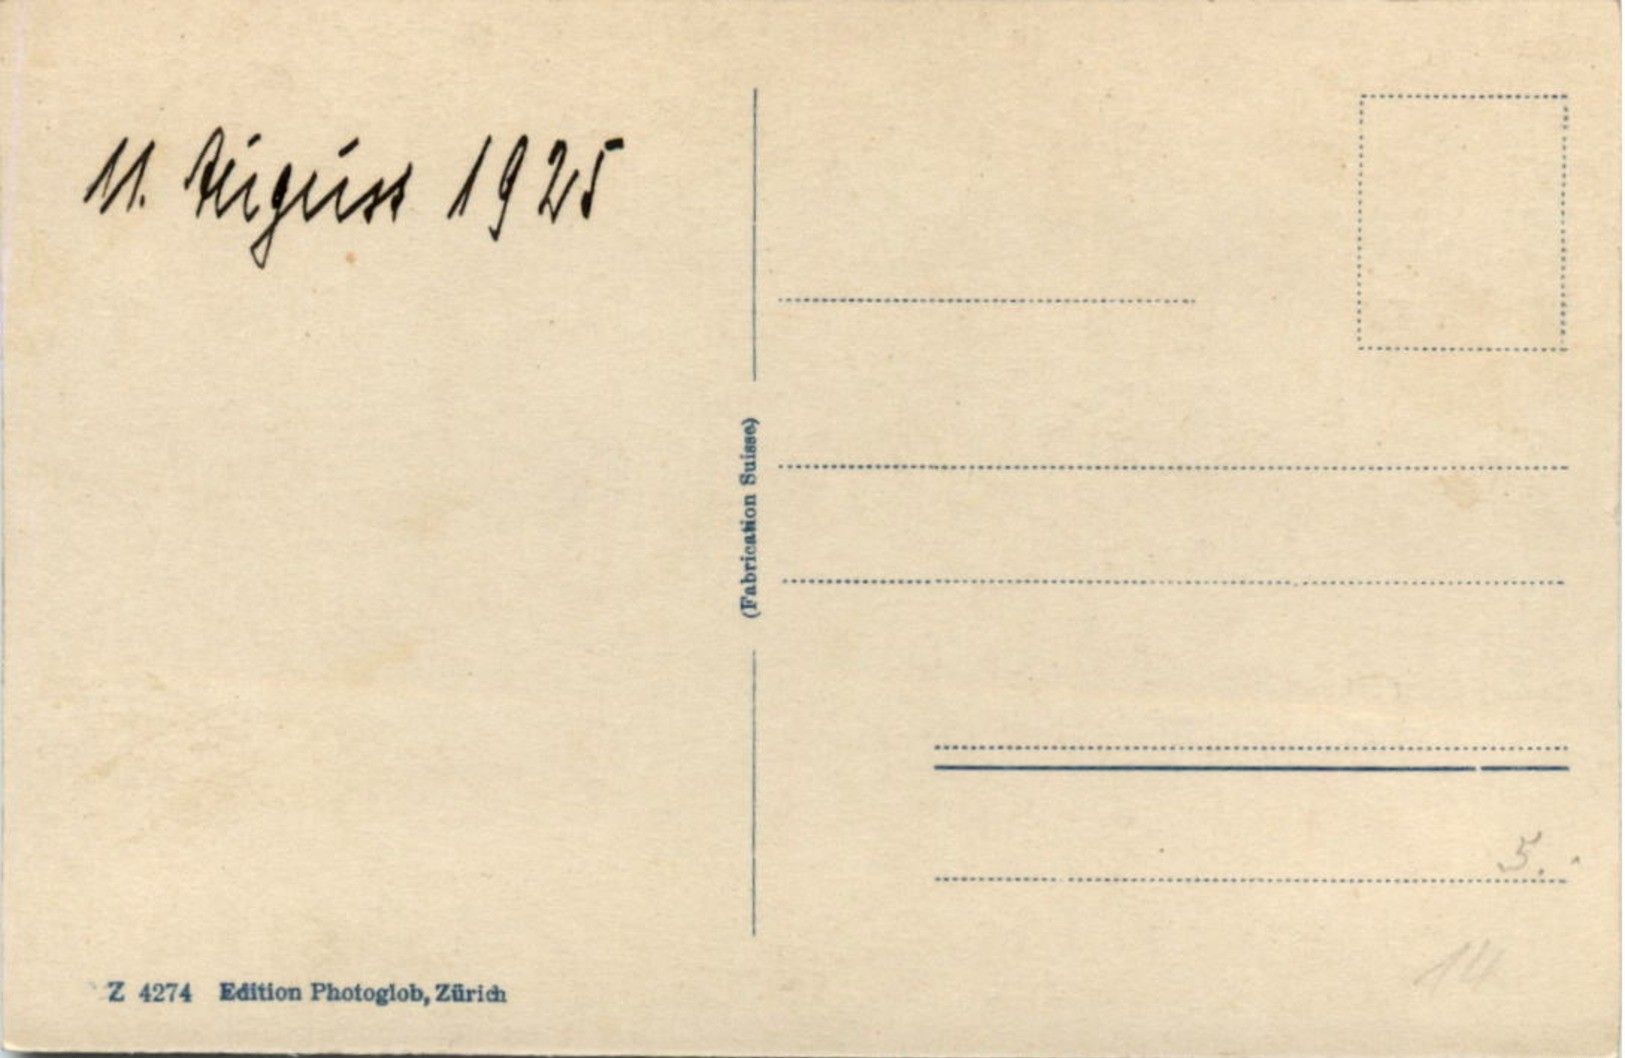 11. August 1925
(Fabrication Suisse)
5.
14
Z 4274 Edition Photoglob, Zürich